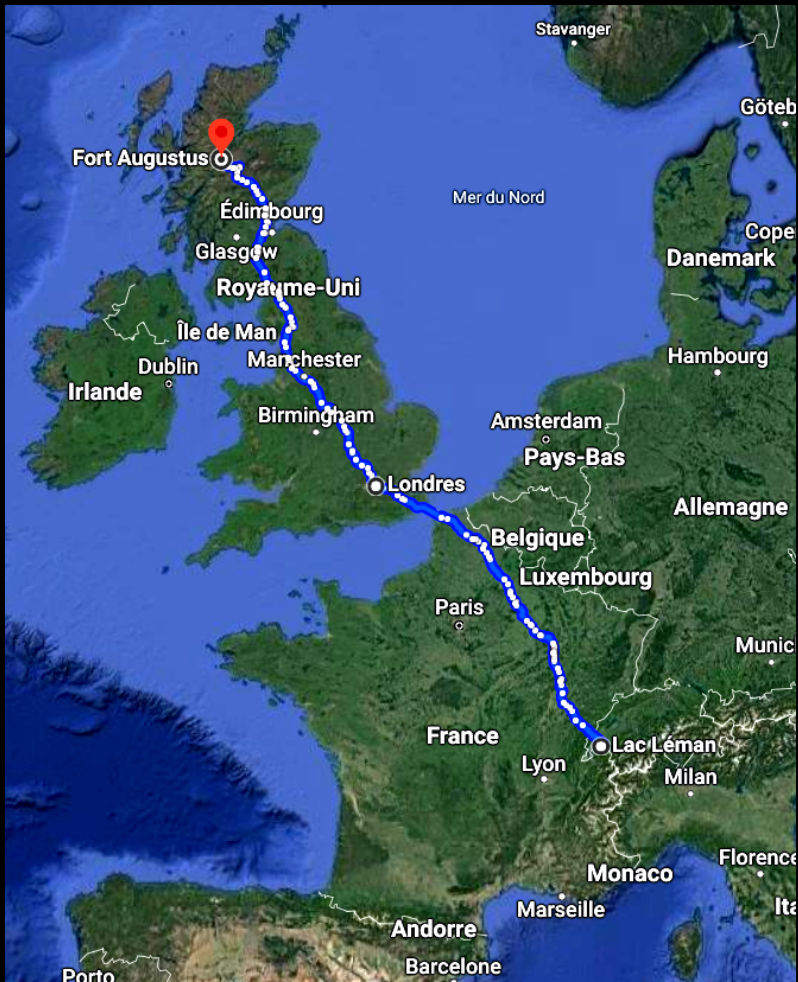 Stavanger
Göteb
Fort Augustus
Mer du Nord
Édimbourg
Cope
Glasgow
Danemark
Royaume-Uni
Île de Man
Hambourg
Manchester
Dublin
Irlande
Birmingham
Amsterdam
Pays-Bas
Londres
Allemagne
Belgique
Luxembourg
Paris
Munic
France
Lac Léman
Lyon
Milan
Florence
Monaco
Marseille
Ita
Andorre
Barcelone
Porto